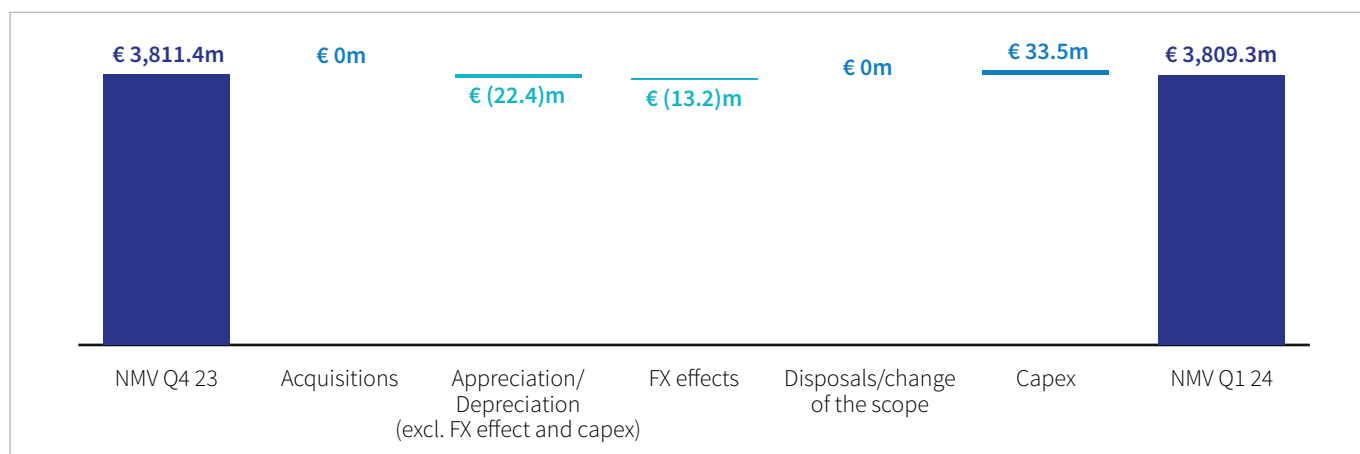 € 3,811.4m
€ 0m
€ (22.4)m
€ (13.2)m
€ 0m
€ 33.5m
€ 3,809.3m
NMV Q4 23
Acquisitions
Appreciation/
Depreciation
(excl. FX effect and capex)
FX effects
Disposals/change
of the scope
Capex
NMV Q1 24